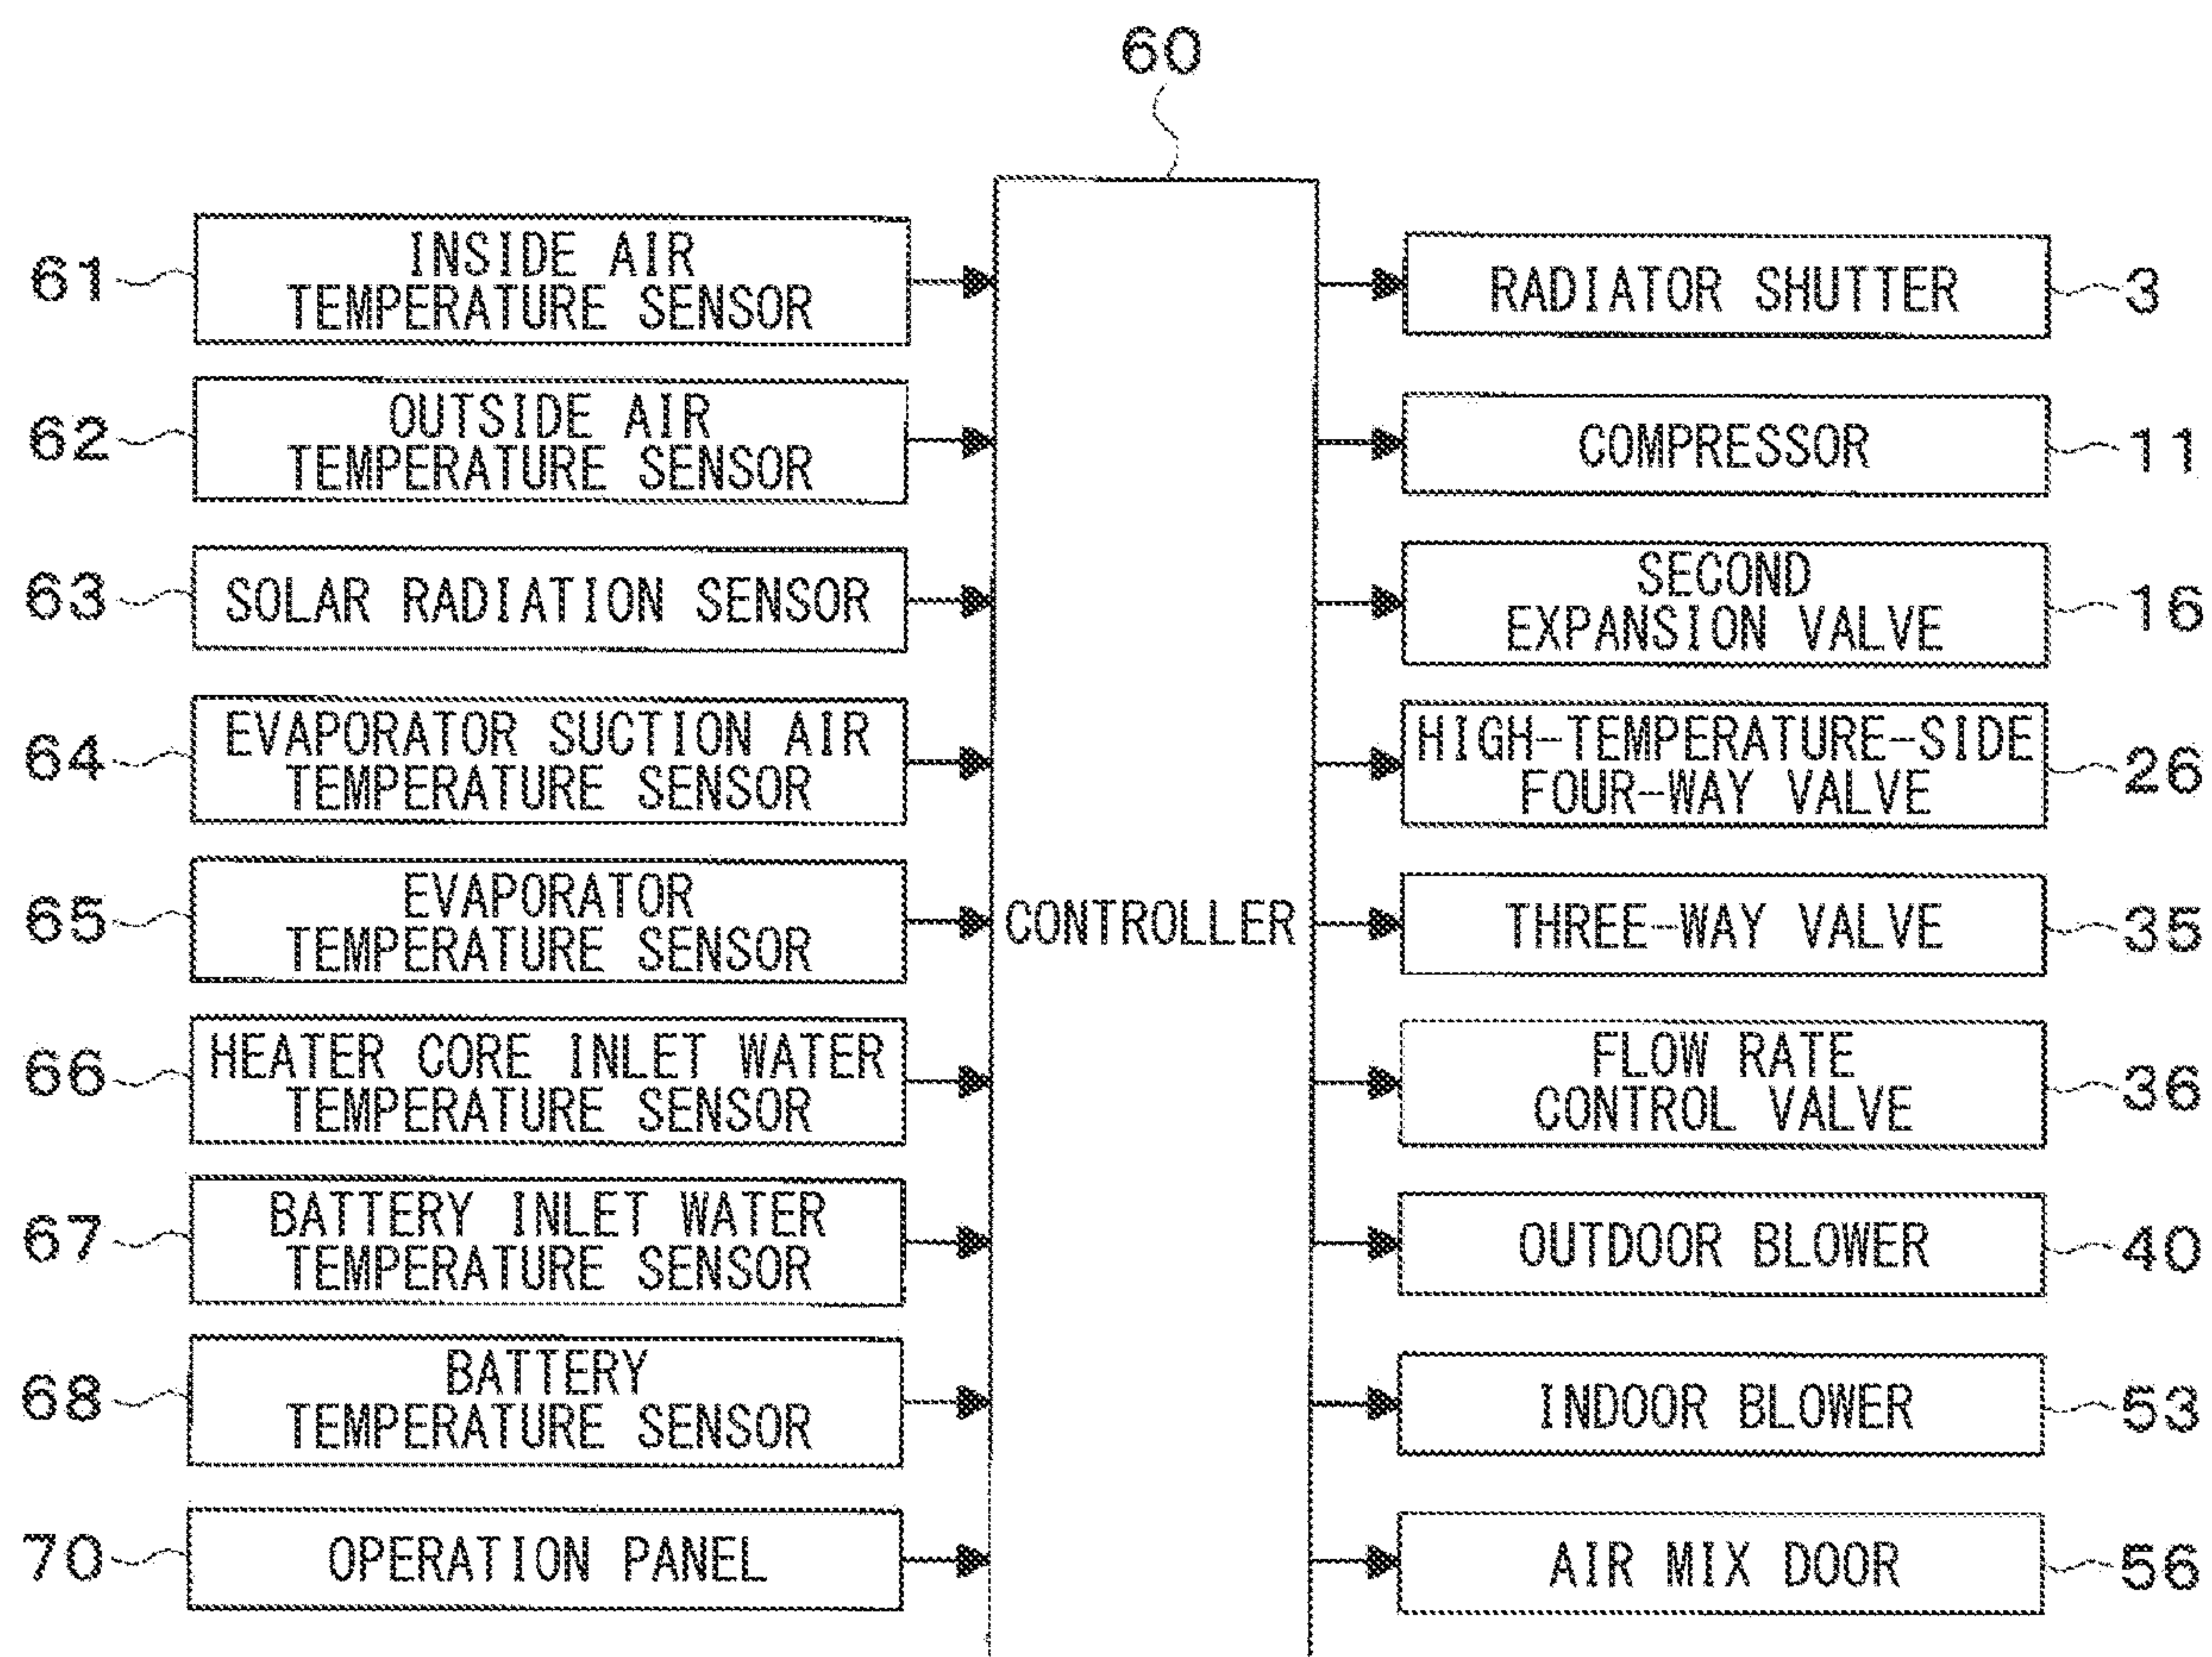 60
61
INSIDE AIR
TEMPERATURE SENSOR
62
OUTSIDE AIR
TEMPERATURE SENSOR
63
SOLAR RADIATION SENSOR
64
EVAPORATOR SUCTION AIR
TEMPERATURE SENSOR
65
EVAPORATOR
TEMPERATURE SENSOR
66
HEATER CORE INLET WATER
TEMPERATURE SENSOR
67
BATTERY INLET WATER
TEMPERATURE SENSOR
68
BATTERY
TEMPERATURE SENSOR
70
OPERATION PANEL
CONTROLLER
RADIATOR SHUTTER
3
COMPRESSOR
11
SECOND
EXPANSION VALVE
16
HIGH-TEMPERATURE-SIDE
FOUR-WAY VALVE
26
THREE-WAY VALVE
35
FLOW RATE
CONTROL VALVE
36
OUTDOOR BLOWER
40
INDOOR BLOWER
53
AIR MIX DOOR
56